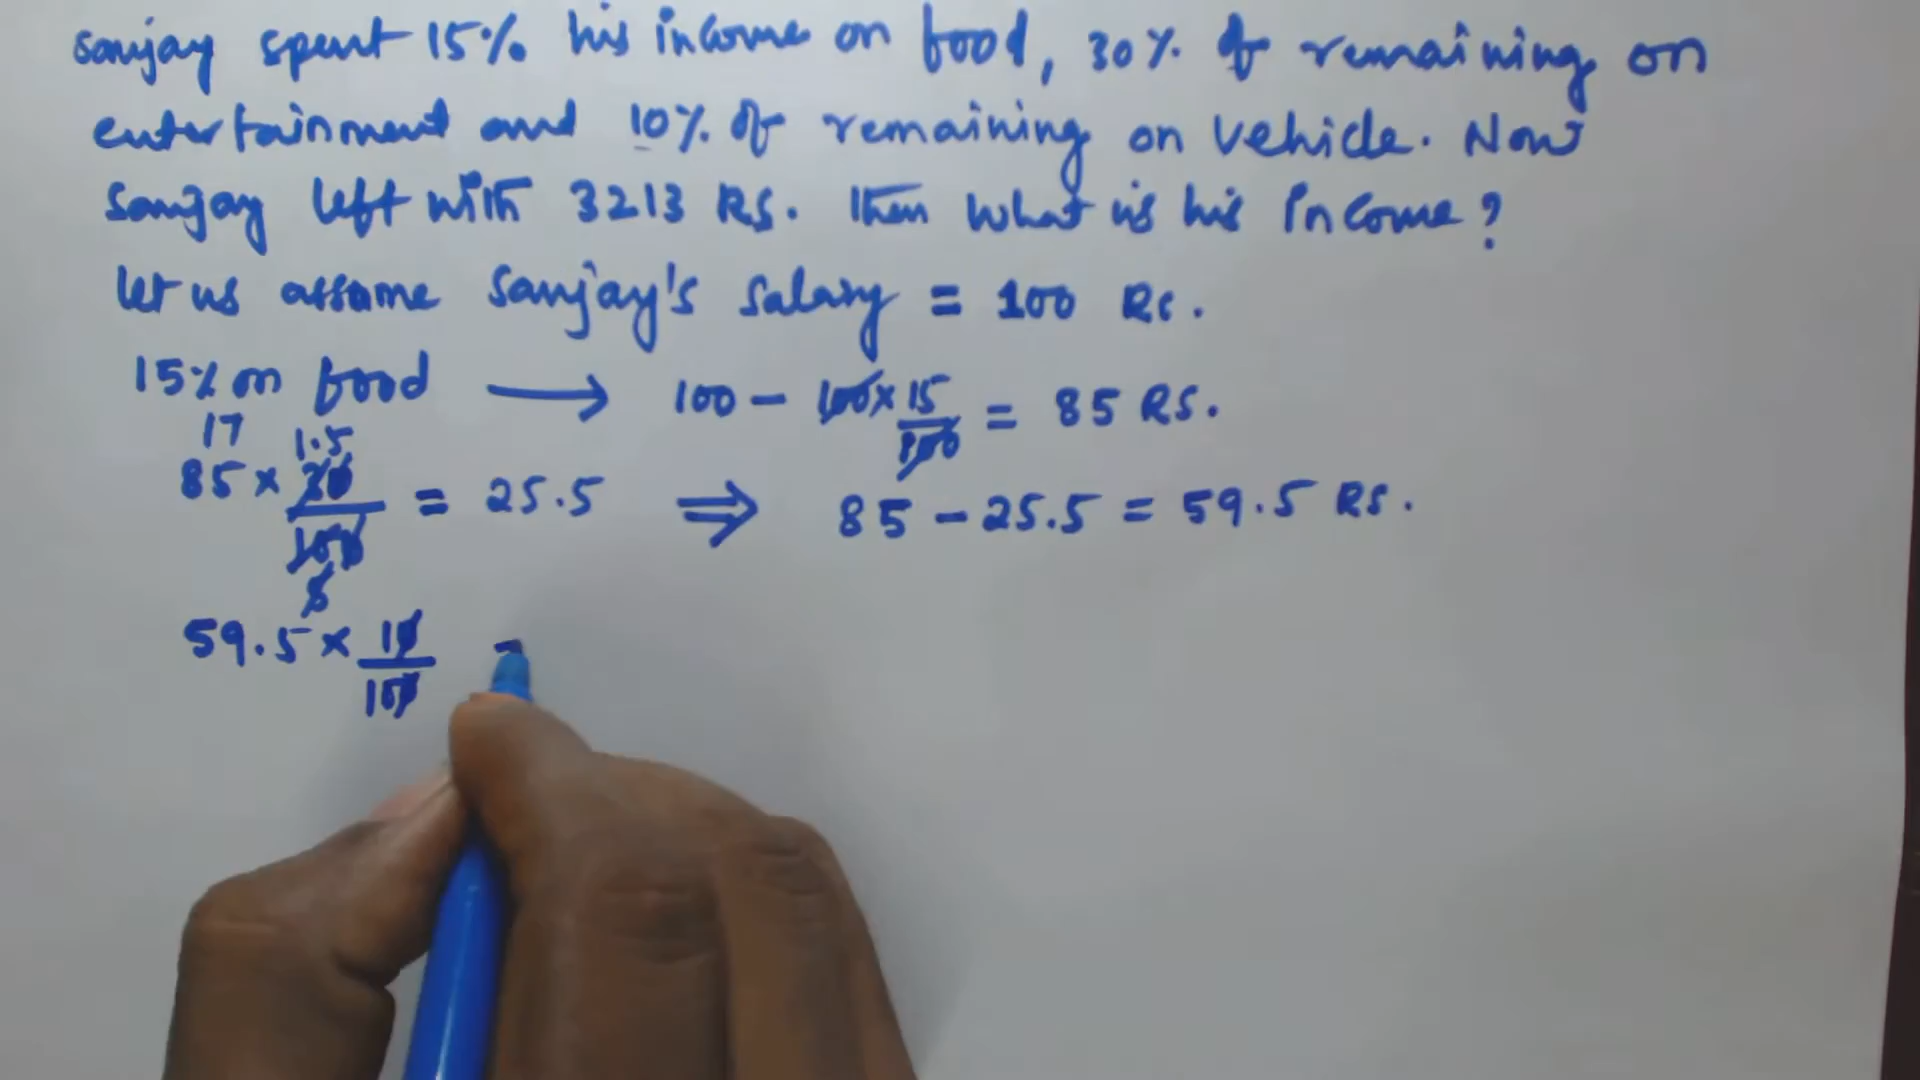 Sanjay spent 15% his income on food, 30% of remaining on
entertainment and 10% of remaining on vehicle. Now
Sanjay left with 3213 RS. Then what is his income?
let us assume Sanjay's salary = 100 Rs.
15% on food → 100 - 100 × 15/100 = 85 RS.
17 1.5
85 × 30/100 = 25.5 ⇒ 85 - 25.5 = 59.5 RS.
5
59.5 × 10/100 =